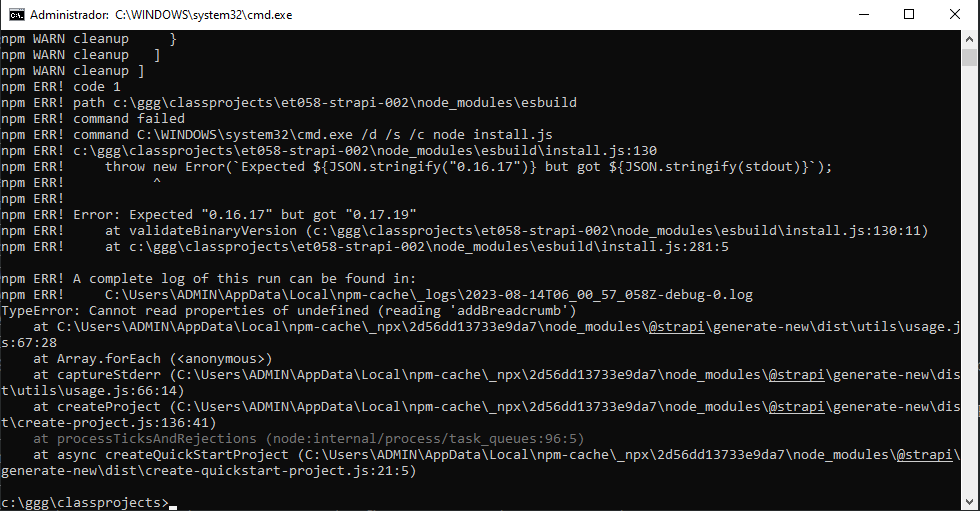 Administrador: C:\WINDOWS\system32\cmd.exe
npm WARN cleanup     }
npm WARN cleanup   ]
npm WARN cleanup ]
npm ERR! code 1
npm ERR! path c:\ggg\classprojects\et058-strapi-002\node_modules\esbuild
npm ERR! command failed
npm ERR! command C:\WINDOWS\system32\cmd.exe /d /s /c node install.js
npm ERR! c:\ggg\classprojects\et058-strapi-002\node_modules\esbuild\install.js:130
npm ERR!     throw new Error(`Expected ${JSON.stringify("0.16.17")} but got ${JSON.stringify(stdout)}`);
npm ERR!           ^
npm ERR!
npm ERR! Error: Expected "0.16.17" but got "0.17.19"
npm ERR!     at validateBinaryVersion (c:\ggg\classprojects\et058-strapi-002\node_modules\esbuild\install.js:130:11)
npm ERR!     at c:\ggg\classprojects\et058-strapi-002\node_modules\esbuild\install.js:281:5

npm ERR! A complete log of this run can be found in:
npm ERR!     C:\Users\ADMIN\AppData\Local\npm-cache\_logs\2023-08-14T06_00_57_058Z-debug-0.log
TypeError: Cannot read properties of undefined (reading 'addBreadcrumb')
    at C:\Users\ADMIN\AppData\Local\npm-cache\_npx\2d56dd13733e9da7\node_modules\@strapi\generate-new\dist\utils\usage.j
s:67:28
    at Array.forEach (<anonymous>)
    at captureStderr (C:\Users\ADMIN\AppData\Local\npm-cache\_npx\2d56dd13733e9da7\node_modules\@strapi\generate-new\dis
t\utils\usage.js:66:14)
    at createProject (C:\Users\ADMIN\AppData\Local\npm-cache\_npx\2d56dd13733e9da7\node_modules\@strapi\generate-new\dis
t\create-project.js:136:41)
    at processTicksAndRejections (node:internal/process/task_queues:96:5)
    at async createQuickStartProject (C:\Users\ADMIN\AppData\Local\npm-cache\_npx\2d56dd13733e9da7\node_modules\@strapi\
generate-new\dist\create-quickstart-project.js:21:5)

c:\ggg\classprojects>